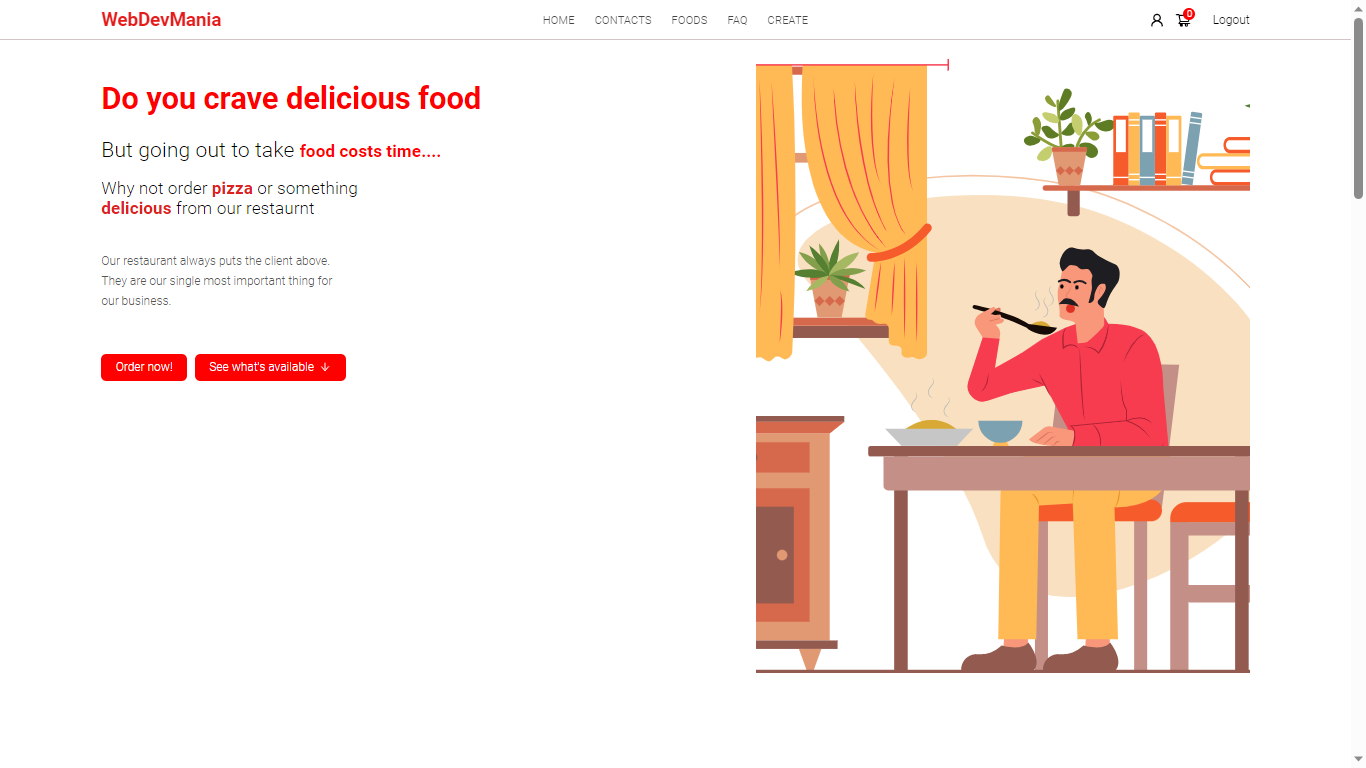 WebDevMania
HOME CONTACTS FOODS FAQ CREATE
0
Logout
Do you crave delicious food
But going out to take food costs time....
Why not order pizza or something
delicious from our restaurnt
Our restaurant always puts the client above.
They are our single most important thing for
our business.
Order now! See what's available ↓